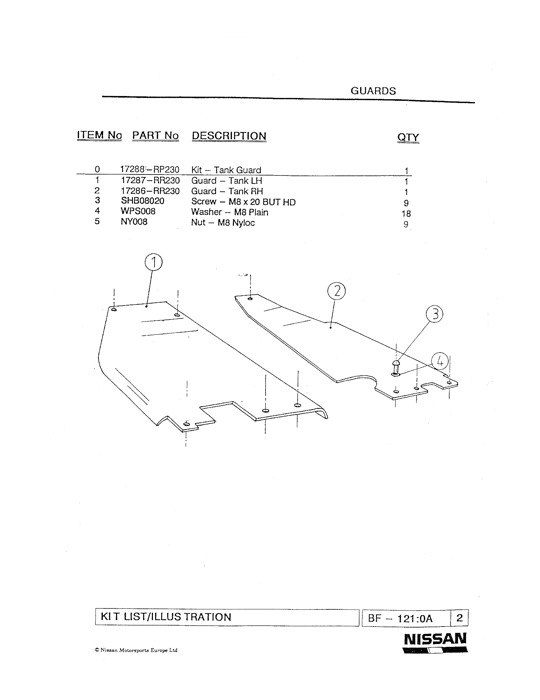 GUARDS
ITEM No PART No DESCRIPTION QTY
0 17288-RP230 Kit - Tank Guard 1
1 17287-RR230 Guard - Tank LH 1
2 17286-RR230 Guard - Tank RH 1
3 SHB08020 Screw - M8 x 20 BUT HD 9
4 WPS008 Washer - M8 Plain 18
5 NY008 Nut - M8 Nyloc 9
1
2
3
4
KIT LIST/ILLUSTRATION BF - 121:0A 2
NISSAN
© Nissan Motorsports Europe Ltd